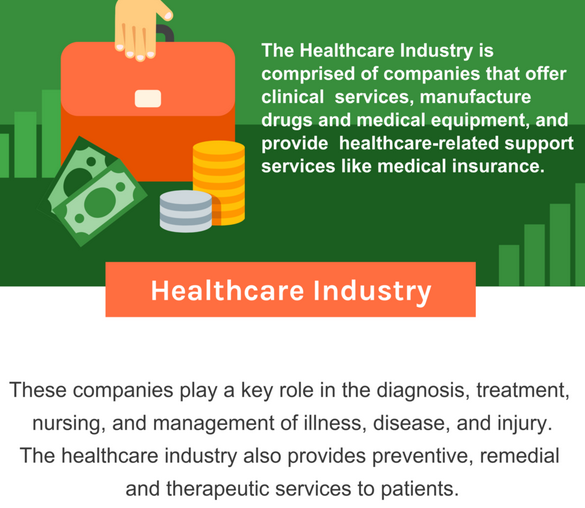 The Healthcare Industry is
comprised of companies that offer
clinical  services, manufacture
drugs and medical equipment, and
provide  healthcare-related support
services like medical insurance.
Healthcare Industry
These companies play a key role in the diagnosis, treatment,
nursing, and management of illness, disease, and injury.
The healthcare industry also provides preventive, remedial
and therapeutic services to patients.